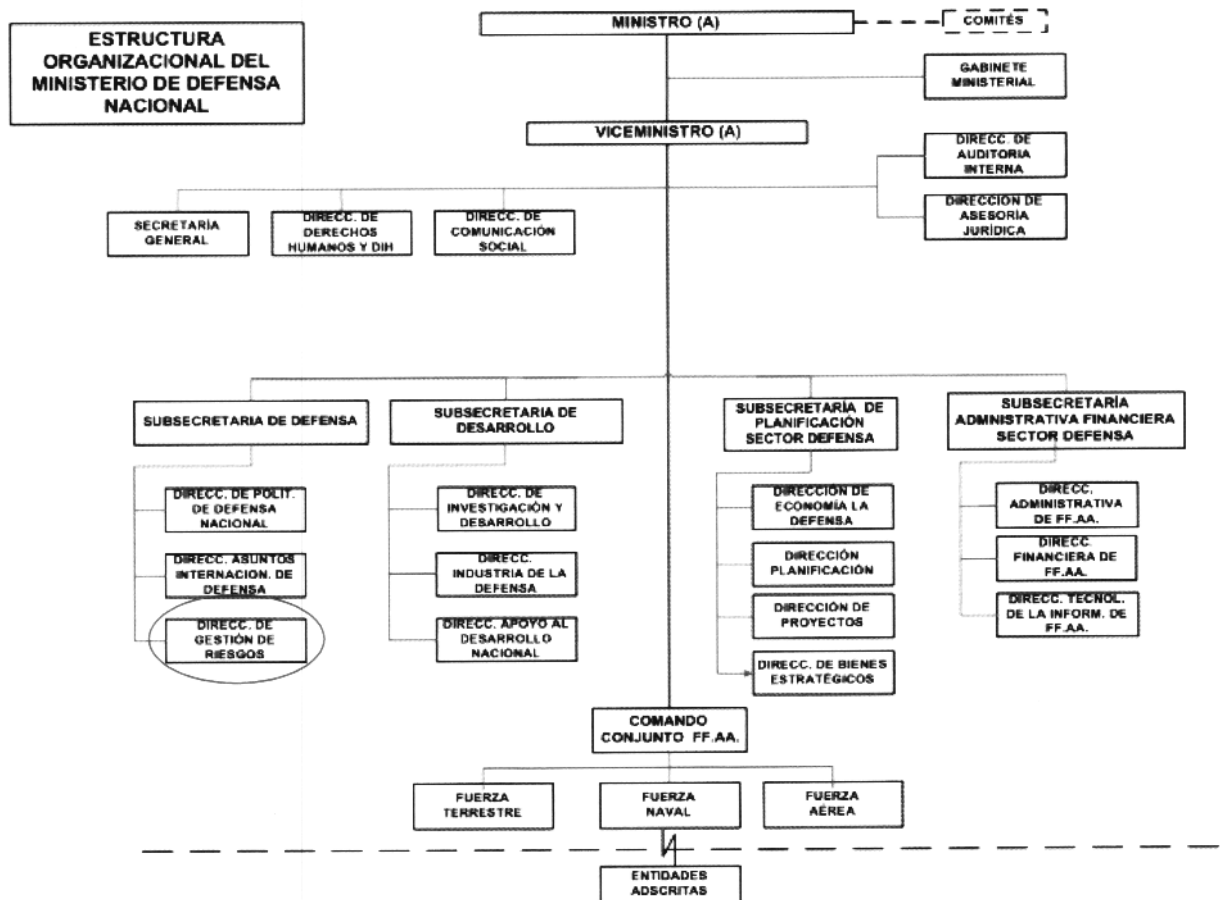 ESTRUCTURA
ORGANIZACIONAL DEL
MINISTERIO DE DEFENSA
NACIONAL
MINISTRO (A)
COMITÉS
GABINETE
MINISTERIAL
VICEMINISTRO (A)
DIRECC. DE
AUDITORIA
INTERNA
DIRECCIÓN DE
ASESORÍA
JURÍDICA
SECRETARÍA
GENERAL
DIRECC. DE
DERECHOS
HUMANOS Y DIH
DIRECC. DE
COMUNICACIÓN
SOCIAL
SUBSECRETARIA DE DEFENSA
SUBSECRETARIA DE
DESARROLLO
SUBSECRETARÍA DE
PLANIFICACIÓN
SECTOR DEFENSA
SUBSECRETARÍA
ADMNISTRATIVA FINANCIERA
SECTOR DEFENSA
DIRECC. DE POLIT.
DE DEFENSA
NACIONAL
DIRECC. ASUNTOS
INTERNACION. DE
DEFENSA
DIRECC. DE
GESTIÓN DE
RIESGOS
DIRECC. DE
INVESTIGACIÓN Y
DESARROLLO
DIRECC.
INDUSTRIA DE LA
DEFENSA
DIRECC. APOYO AL
DESARROLLO
NACIONAL
DIRECCIÓN DE
ECONOMÍA LA
DEFENSA
DIRECCIÓN
PLANIFICACIÓN
DIRECCIÓN DE
PROYECTOS
DIRECC. DE BIENES
ESTRATÉGICOS
DIRECC.
ADMINISTRATIVA
DE FF.AA.
DIRECC.
FINANCIERA DE
FF.AA.
DIRECC. TECNOL.
DE LA INFORM. DE
FF.AA.
COMANDO
CONJUNTO FF.AA.
FUERZA
TERRESTRE
FUERZA
NAVAL
FUERZA
AÉREA
ENTIDADES
ADSCRITAS